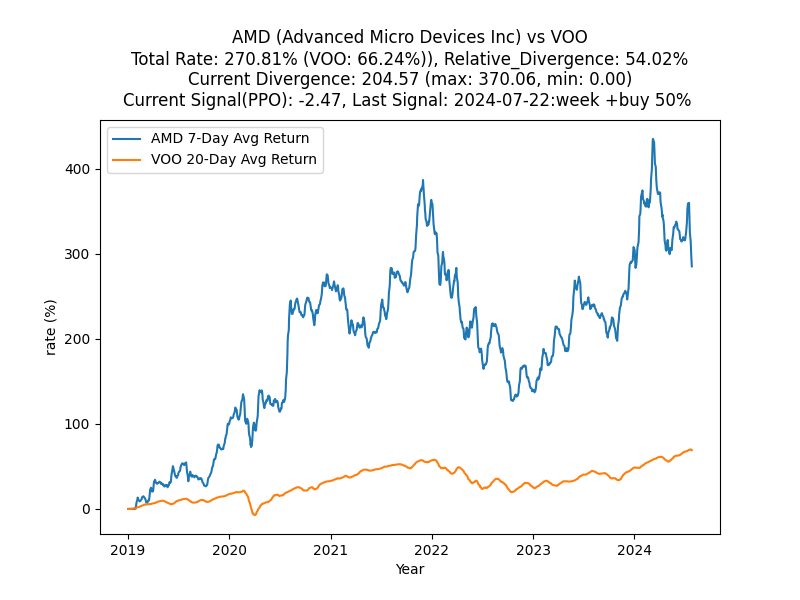 AMD (Advanced Micro Devices Inc) vs VOO
Total Rate: 270.81% (VOO: 66.24%)), Relative_Divergence: 54.02%
Current Divergence: 204.57 (max: 370.06, min: 0.00)
Current Signal(PPO): -2.47, Last Signal: 2024-07-22:week +buy 50%
AMD 7-Day Avg Return
VOO 20-Day Avg Return
400
300
200
100
0
rate (%)
2019 2020 2021 2022 2023 2024
Year